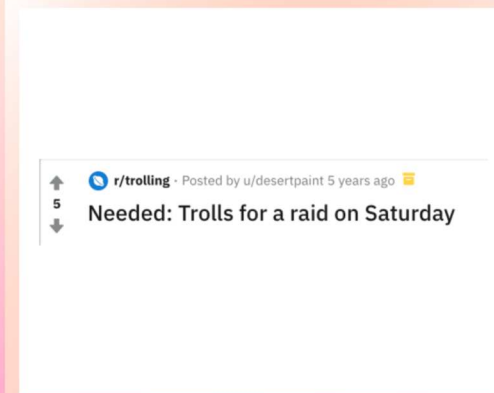 r/trolling · Posted by u/desertpaint 5 years ago
5
Needed: Trolls for a raid on Saturday